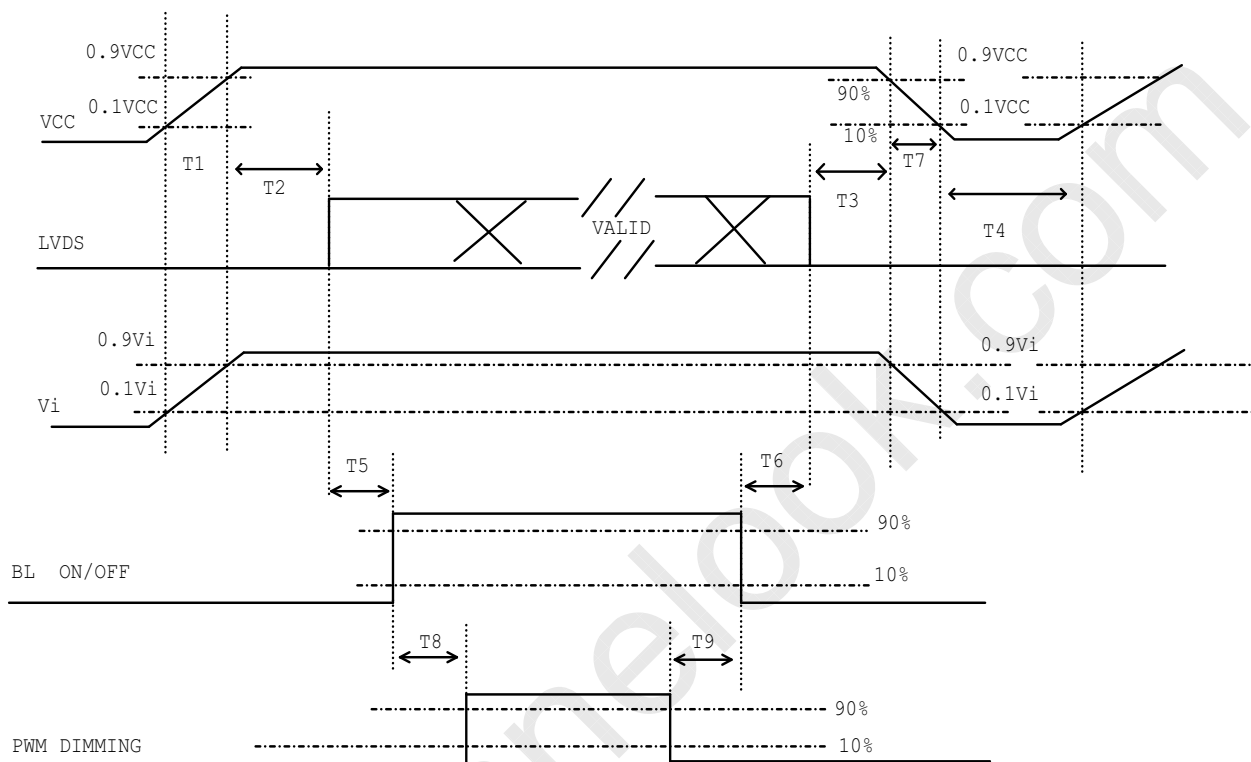 0.9VCC
0.9VCC
90%
0.1VCC
0.1VCC
VCC
10%
T1
T7
T2
T3
VALID
T4
LVDS
0.9Vi
0.9Vi
0.1Vi
0.1Vi
Vi
T5
T6
90%
BL ON/OFF
10%
T8
T9
90%
PWM DIMMING
10%
nelook.com